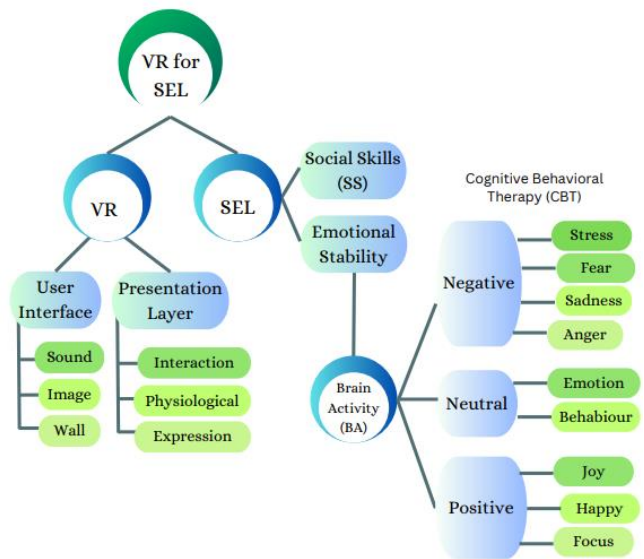 VR for
SEL
VR
SEL
Social Skills
(SS)
Emotional
Stability
User
Interface
Sound
Image
Wall
Presentation
Layer
Interaction
Physiological
Expression
Brain
Activity
(BA)
Cognitive Behavioral
Therapy (CBT)
Negative
Stress
Fear
Sadness
Anger
Neutral
Emotion
Behabiour
Positive
Joy
Happy
Focus